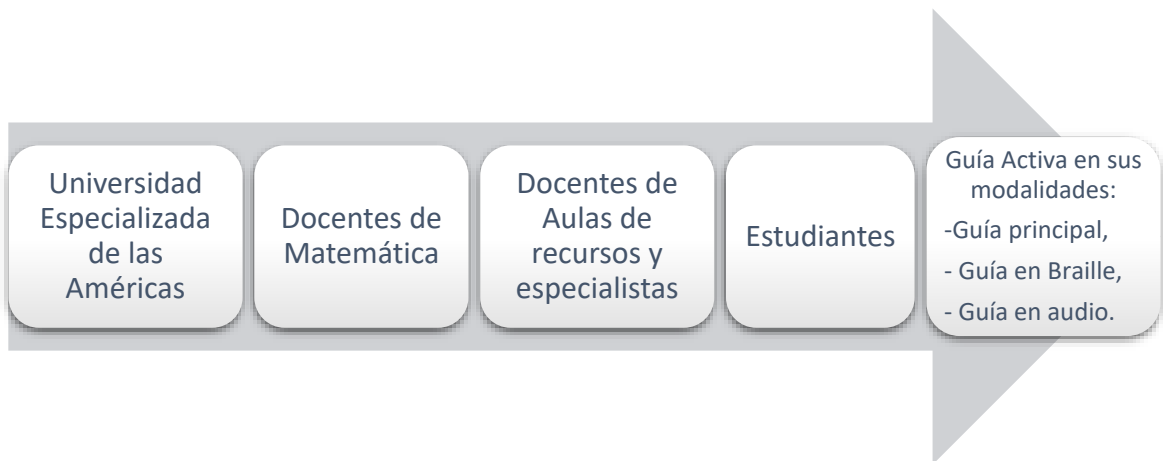 Universidad
Especializada
de las
Américas
Docentes de
Matemática
Docentes de
Aulas de
recursos y
especialistas
Estudiantes
Guía Activa en sus
modalidades:
-Guía principal,
- Guía en Braille,
- Guía en audio.